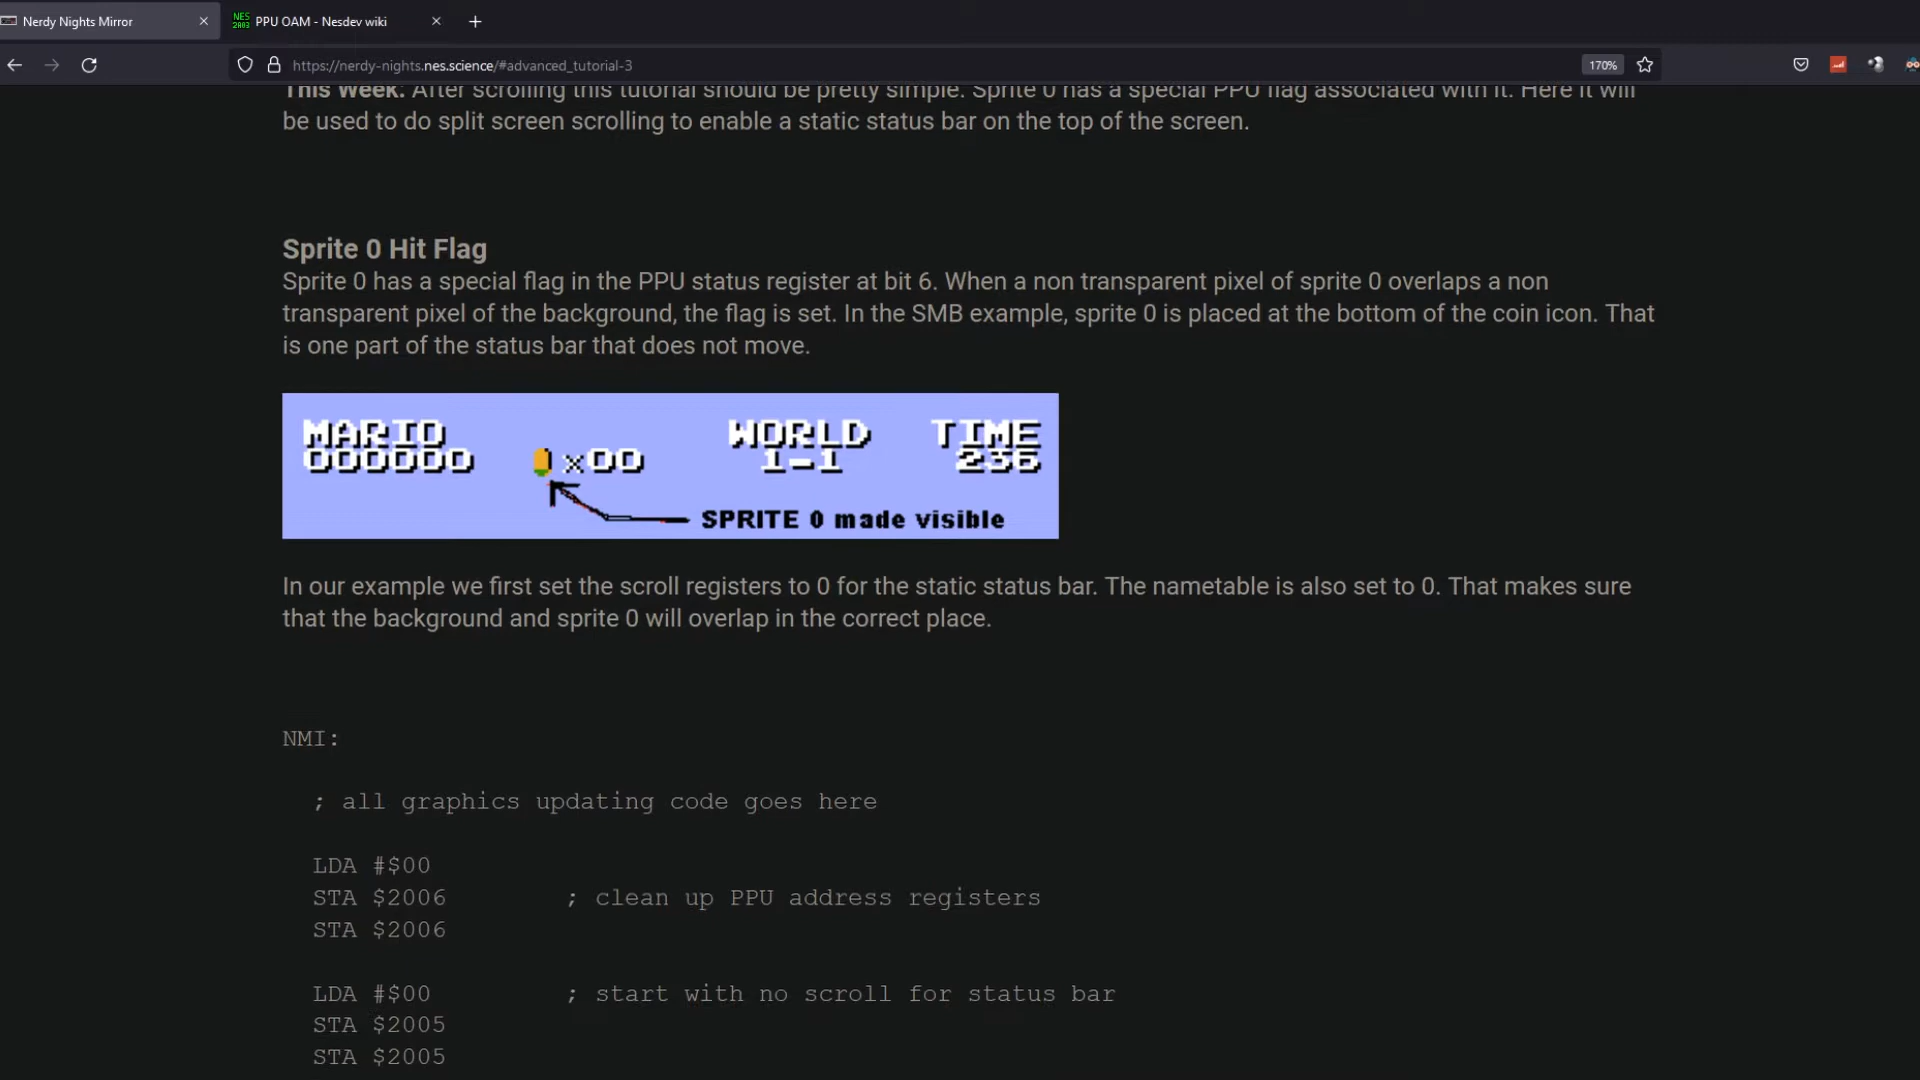 Nerdy Nights Mirror
NES 2003 PPU OAM - Nesdev wiki
https://nerdy-nights.nes.science/#advanced_tutorial-3
170%
This Week: After scrolling this tutorial should be pretty simple. Sprite 0 has a special PPU flag associated with it. Here it will
be used to do split screen scrolling to enable a static status bar on the top of the screen.
Sprite 0 Hit Flag
Sprite 0 has a special flag in the PPU status register at bit 6. When a non transparent pixel of sprite 0 overlaps a non
transparent pixel of the background, the flag is set. In the SMB example, sprite 0 is placed at the bottom of the coin icon. That
is one part of the status bar that does not move.
MARIO WORLD TIME
000000 x00 1-1 236
SPRITE 0 made visible
In our example we first set the scroll registers to 0 for the static status bar. The nametable is also set to 0. That makes sure
that the background and sprite 0 will overlap in the correct place.
NMI:
; all graphics updating code goes here
LDA #$00
STA $2006 ; clean up PPU address registers
STA $2006
LDA #$00 ; start with no scroll for status bar
STA $2005
STA $2005